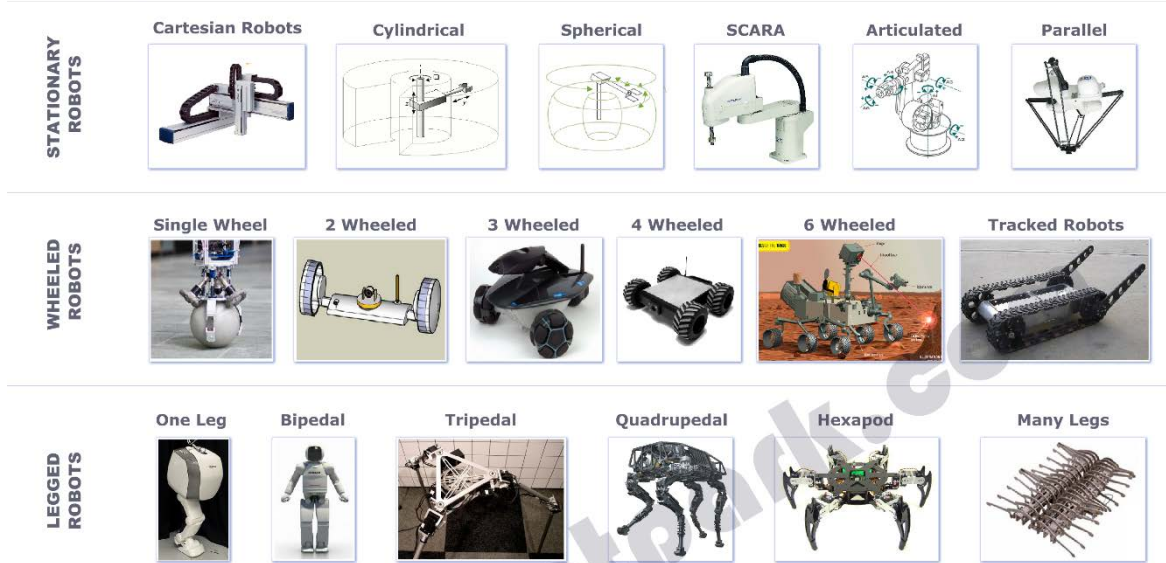 STATIONARY
ROBOTS
Cartesian Robots
Cylindrical
Spherical
SCARA
Articulated
Parallel
WHEELED
ROBOTS
Single Wheel
2 Wheeled
3 Wheeled
4 Wheeled
6 Wheeled
Tracked Robots
LEGGED
ROBOTS
One Leg
Bipedal
Tripedal
Quadrupedal
Hexapod
Many Legs